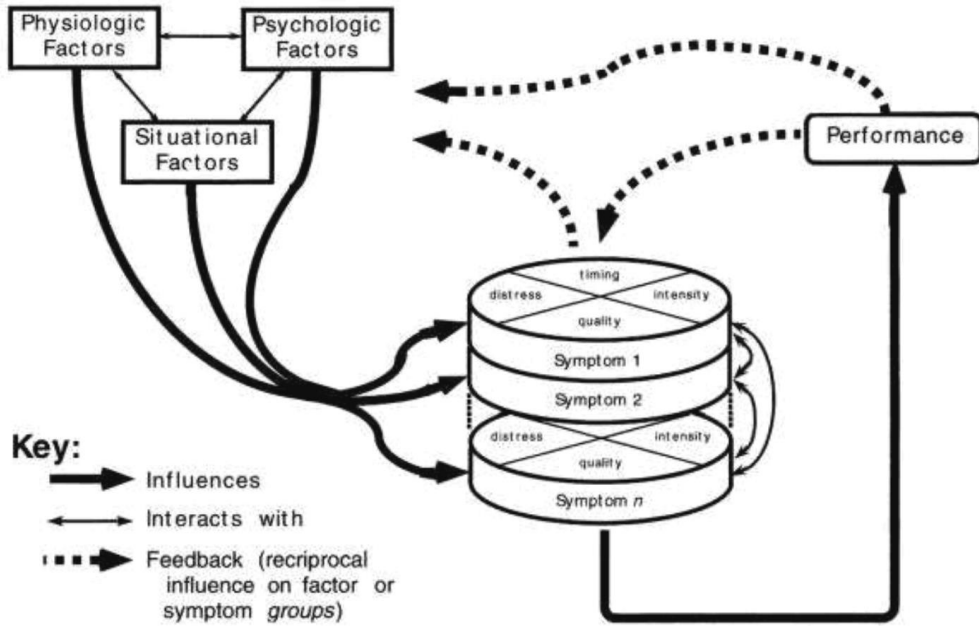 Physiologic
Factors
Psychologic
Factors
Situational
Factors
Performance
timing
distress
intensity
quality
Symptom 1
Symptom 2
distress
intensity
quality
Symptom n
Key:
Influences
Interacts with
Feedback (recriprocal
influence on factor or
symptom groups)